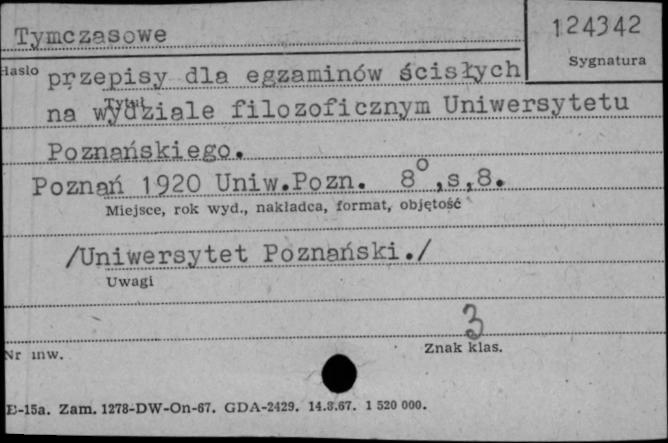 Tymczasowe
124342
Hasło
Sygnatura
przepisy dla egzaminów ścisłych
Tytuł
na wydziale filozoficznym Uniwersytetu
Poznańskiego.
Poznań 1920 Uniw.Pozn. 8°,s,8.
Miejsce, rok wyd., nakładca, format, objętość
/Uniwersytet Poznański./
Uwagi
3
Nr inw.
Znak klas.
E-15a. Zam. 1278-DW-On-67. GDA-2429. 14.8.67. 1 520 000.